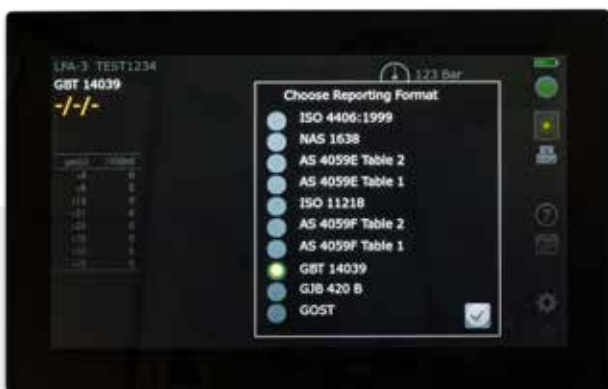 LPA-3 TEST1234
GBT 14039
-/-/-
123 Bar
Choose Reporting Format
ISO 4406:1999
NAS 1638
AS 4059E Table 2
AS 4059E Table 1
ISO 11218
AS 4059F Table 2
AS 4059F Table 1
GBT 14039
GJB 420 B
GOST